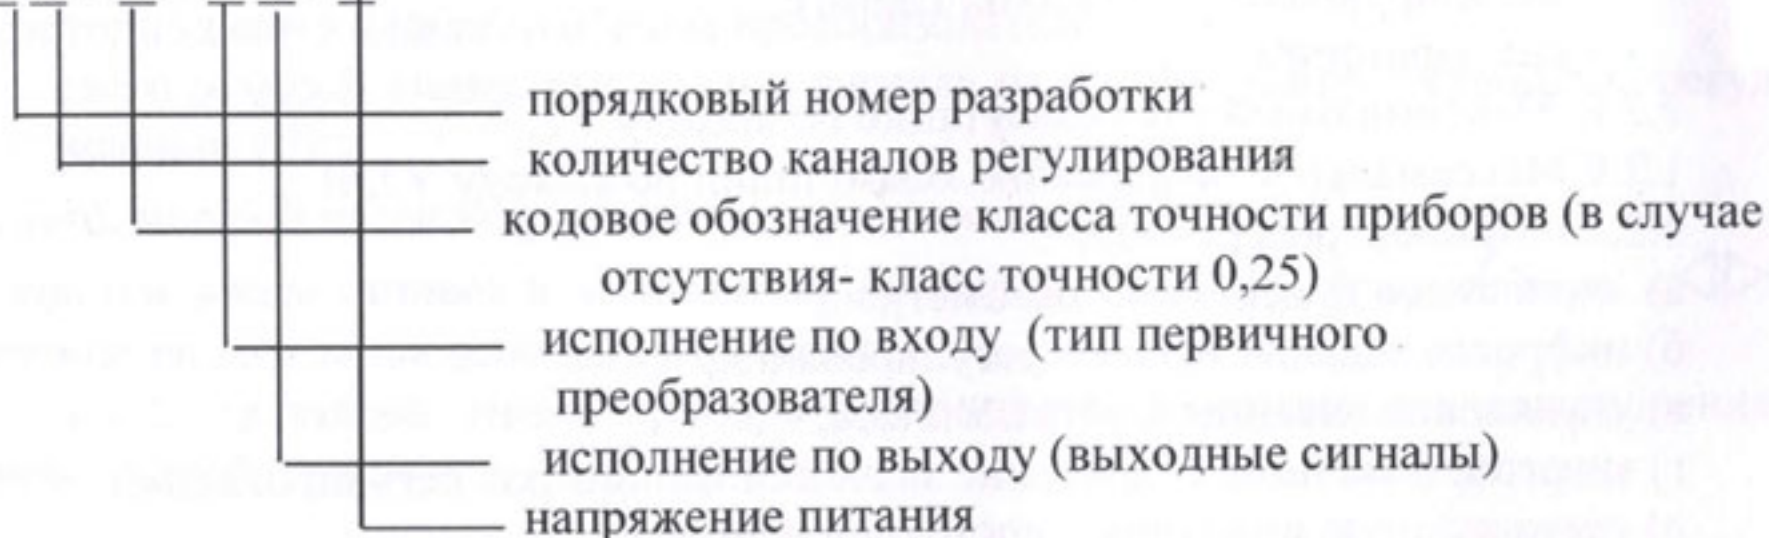 порядковый номер разработки
количество каналов регулирования
кодовое обозначение класса точности приборов (в случае
отсутствия- класс точности 0,25)
исполнение по входу (тип первичного
преобразователя)
исполнение по выходу (выходные сигналы)
напряжение питания